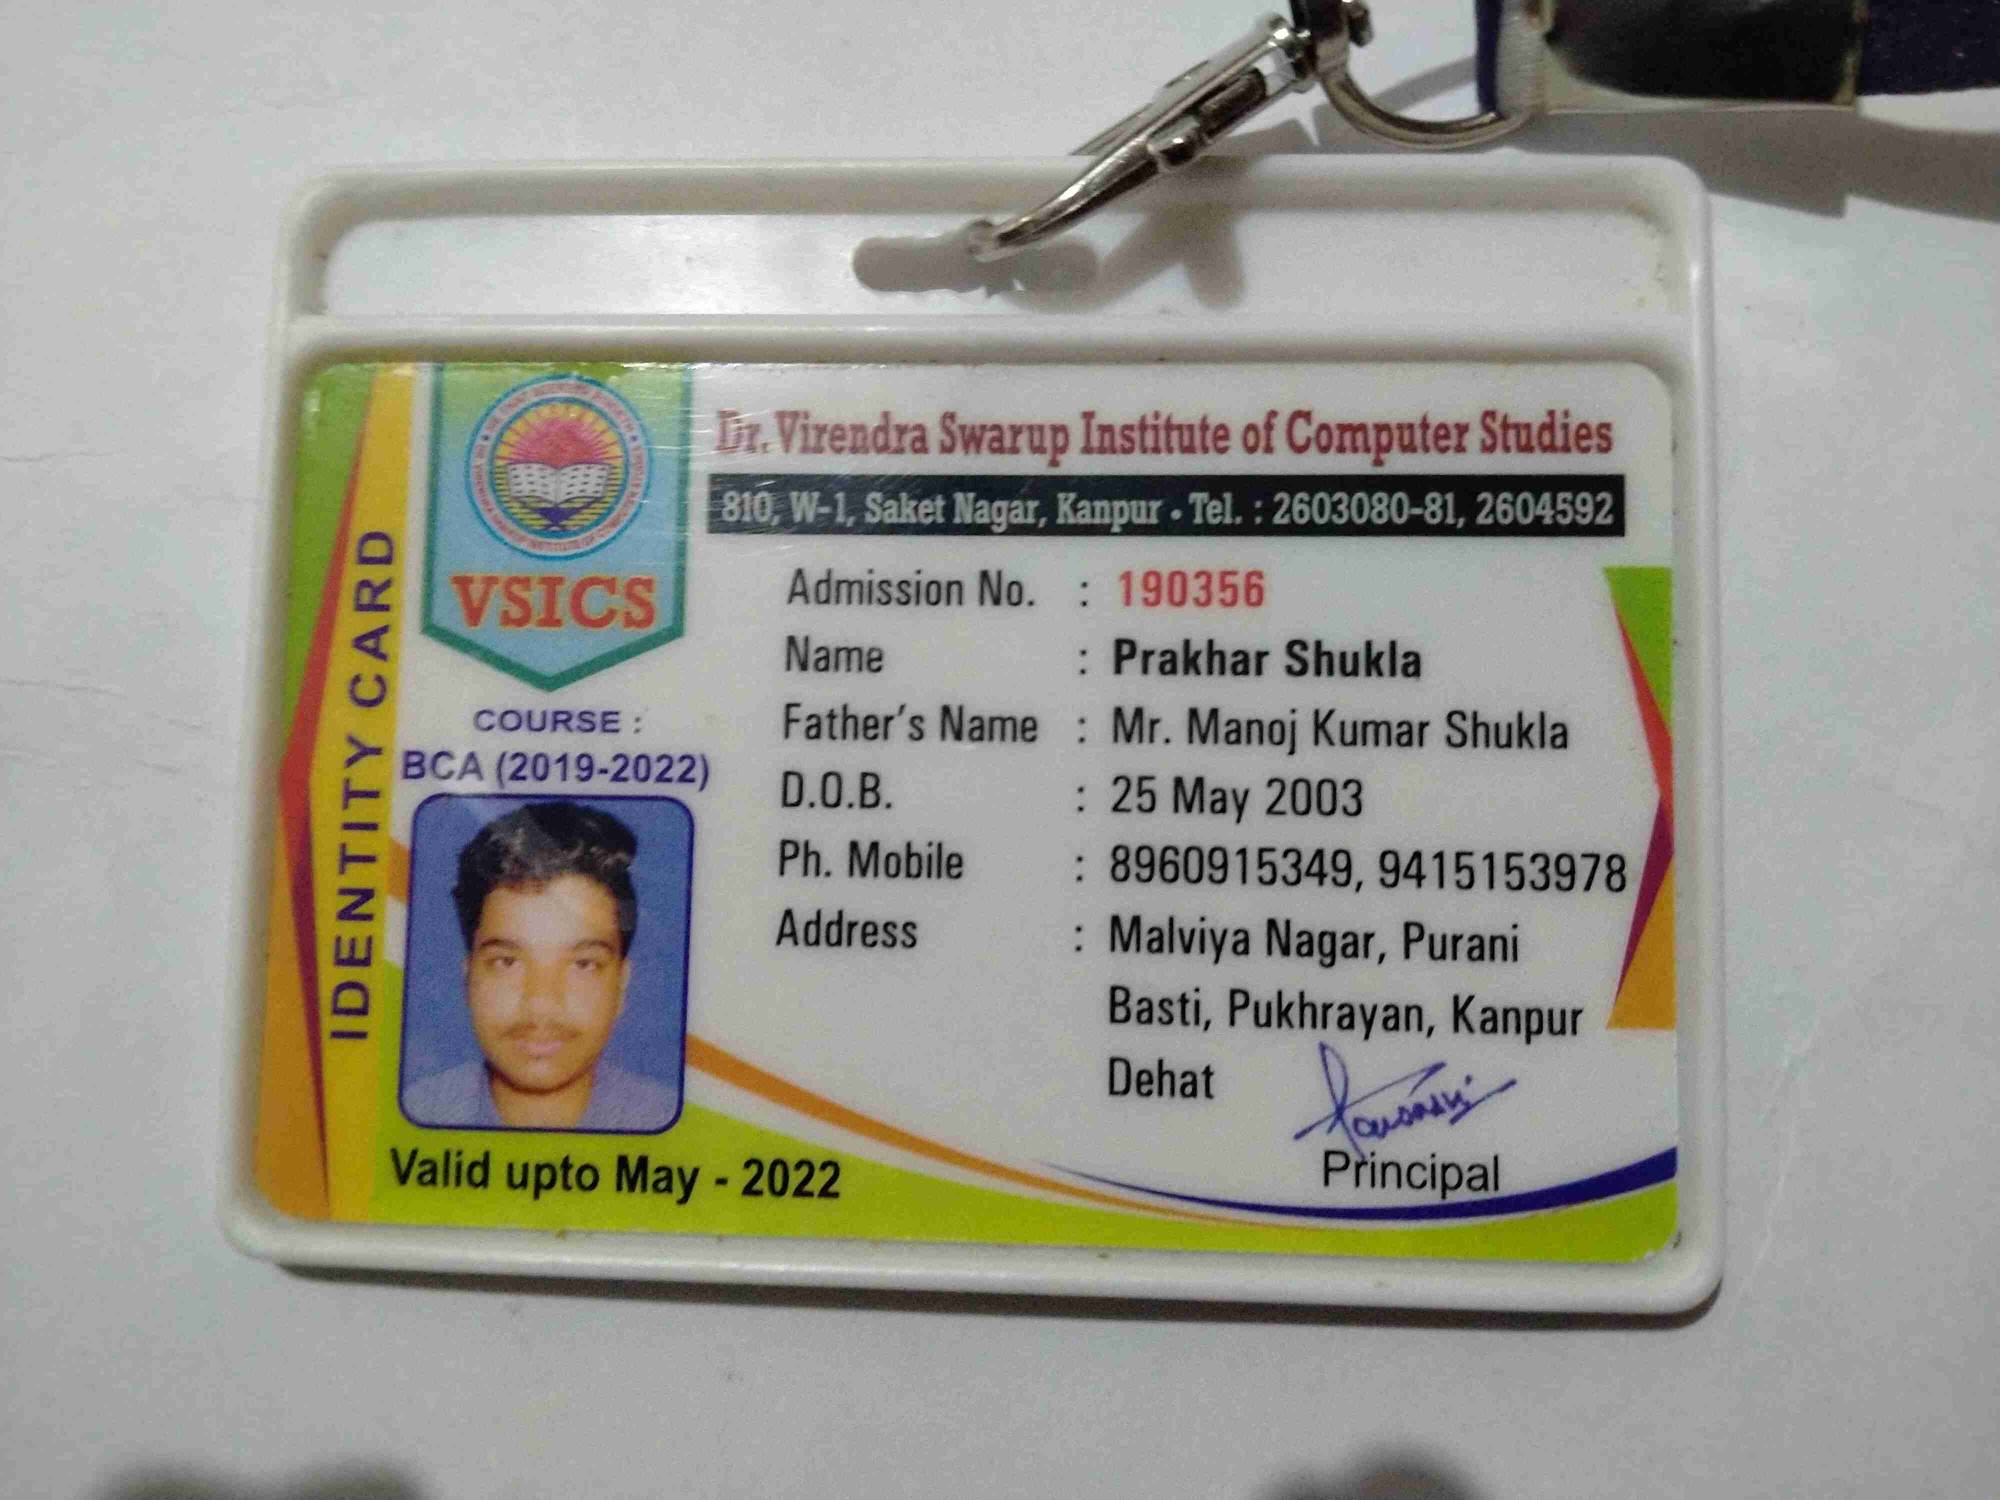 Dr. Virendra Swarup Institute of Computer Studies
810, W-1, Saket Nagar, Kanpur • Tel. : 2603080-81, 2604592
IDENTITY CARD
VSICS
COURSE :
BCA (2019-2022)
Admission No. : 190356
Name : Prakhar Shukla
Father's Name : Mr. Manoj Kumar Shukla
D.O.B. : 25 May 2003
Ph. Mobile : 8960915349, 9415153978
Address : Malviya Nagar, Purani
Basti, Pukhrayan, Kanpur
Dehat
Principal
Valid upto May - 2022